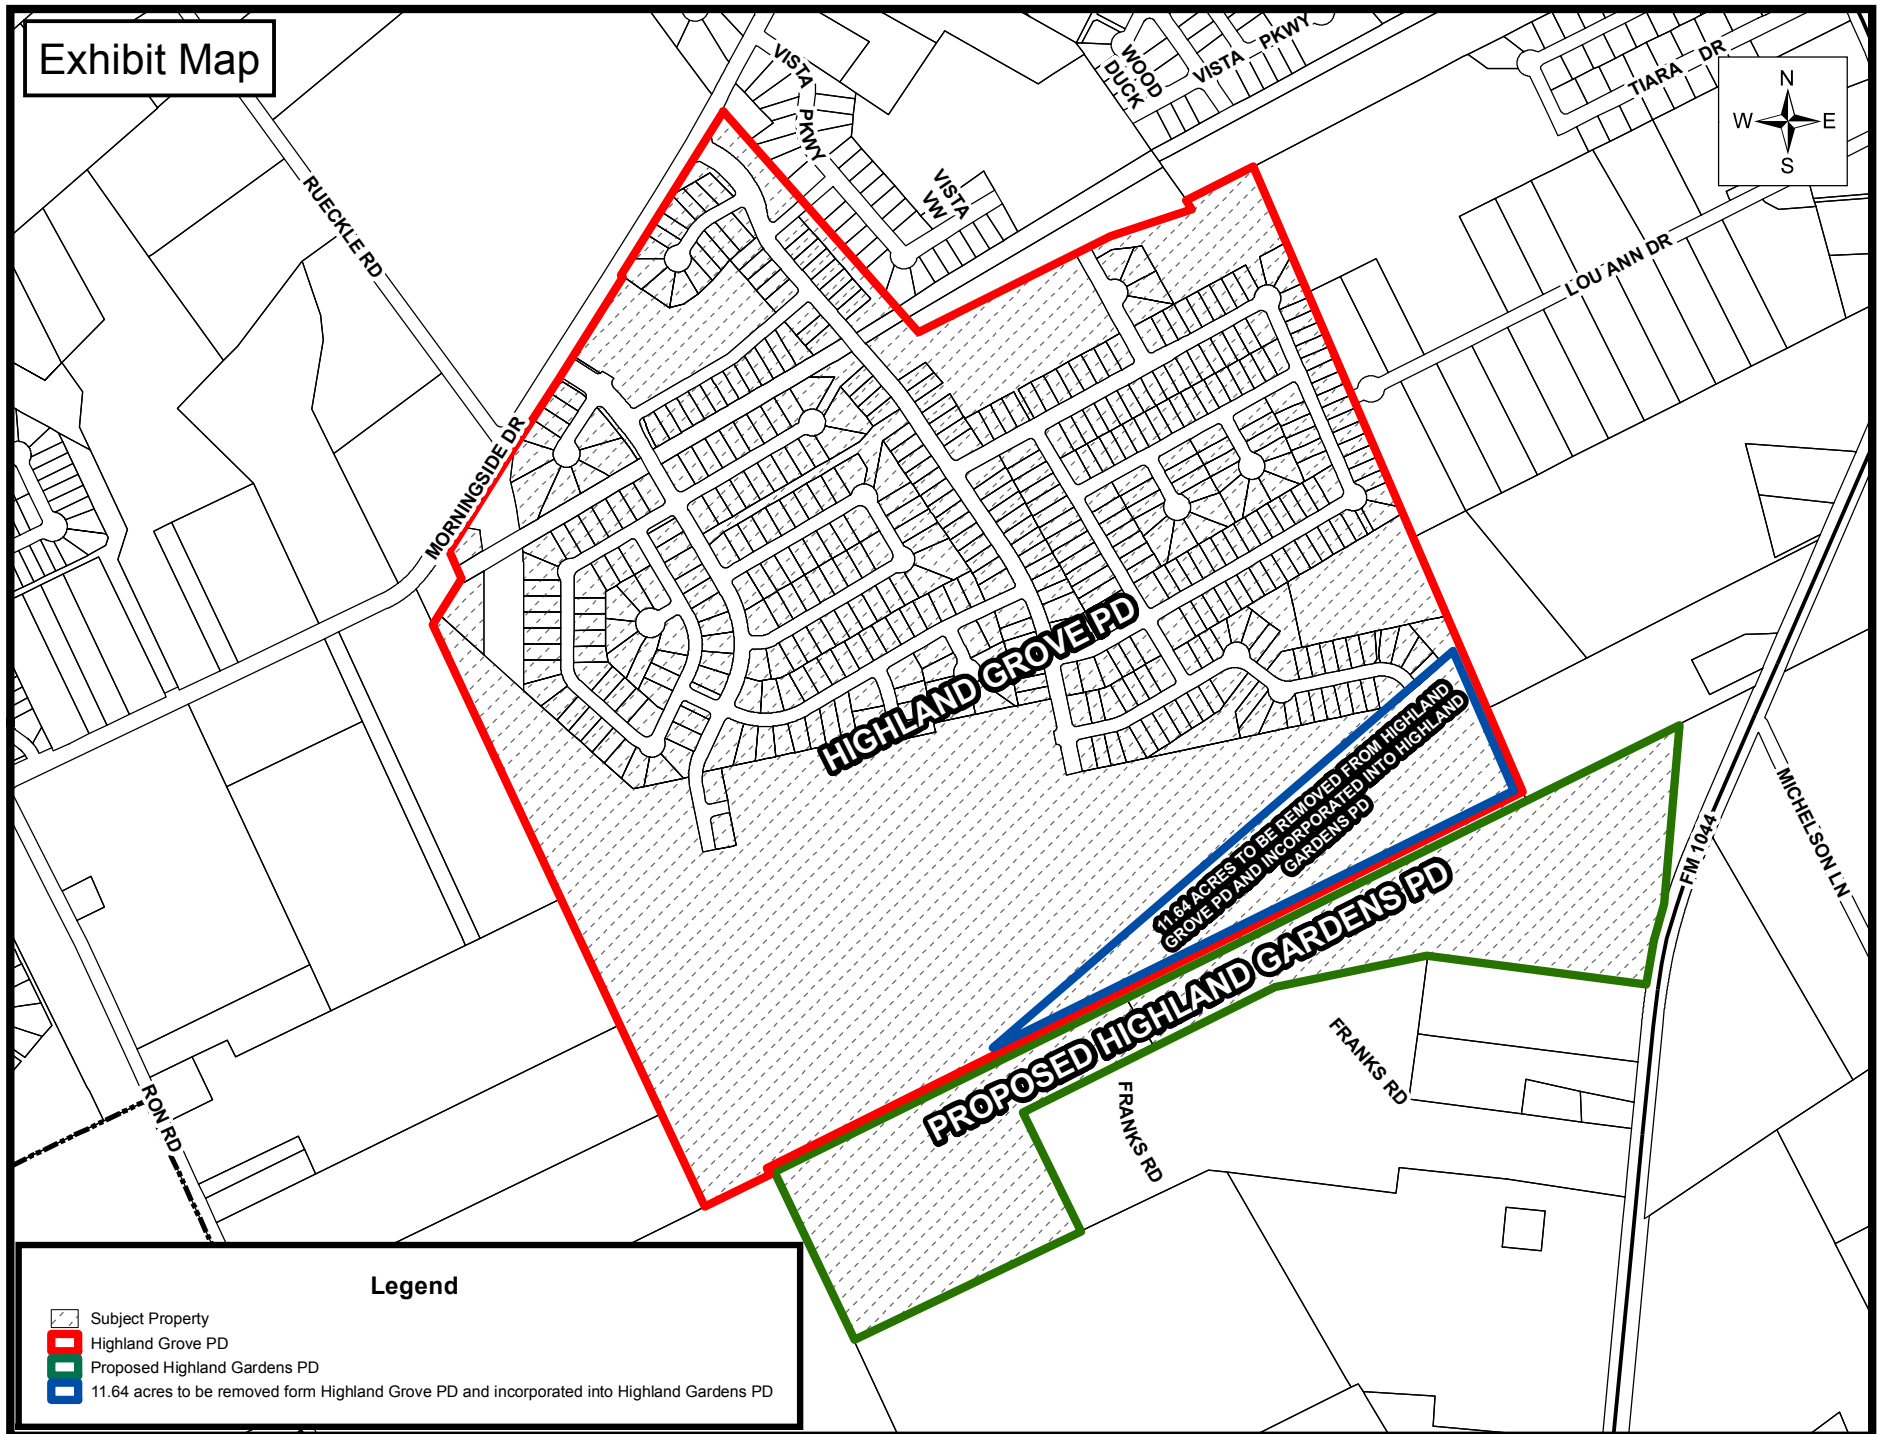 Exhibit Map
VISTA
PKWY
WOOD
DUCK
VISTA PKWY
TIARA DR
N
W E
S
RUECKLE RD
VISTA
VW
LOU ANN DR
MORNINGSIDE DR
HIGHLAND GROVE PD
11.64 ACRES TO BE REMOVED FROM HIGHLAND
GROVE PD AND INCORPORATED INTO HIGHLAND
GARDENS PD
PROPOSED HIGHLAND GARDENS PD
FM 1044
MICHELSON LN
FRANKS RD
FRANKS RD
RON RD
Legend
Subject Property
Highland Grove PD
Proposed Highland Gardens PD
11.64 acres to be removed form Highland Grove PD and incorporated into Highland Gardens PD